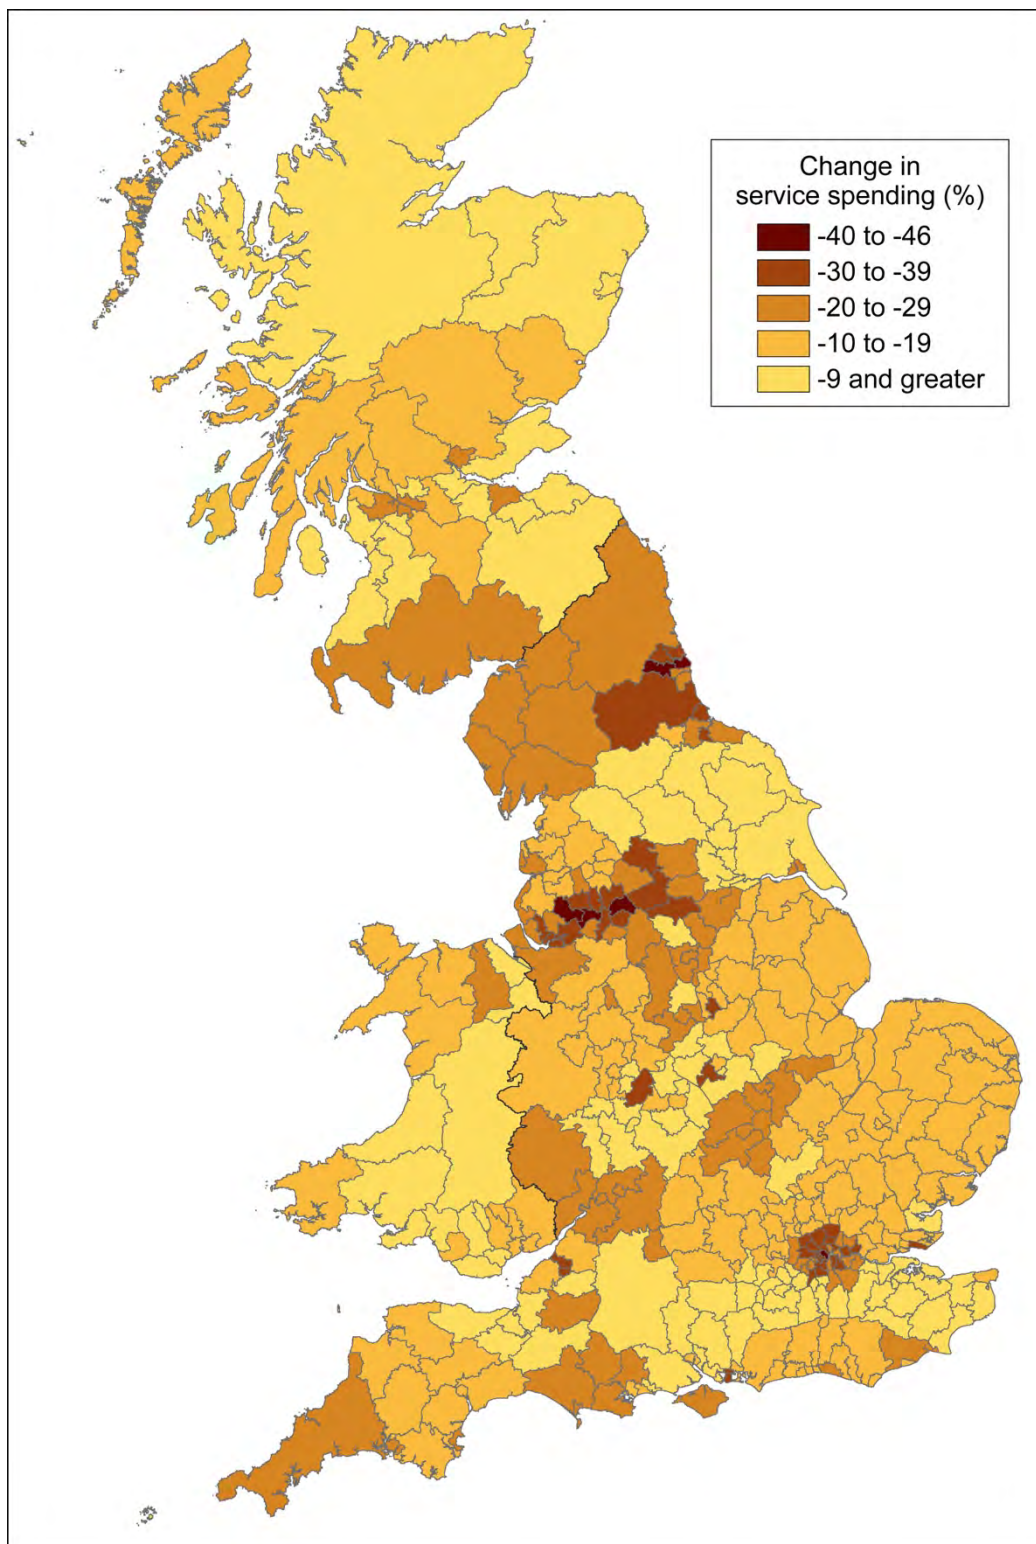 Change in
service spending (%)
-40 to -46
-30 to -39
-20 to -29
-10 to -19
-9 and greater